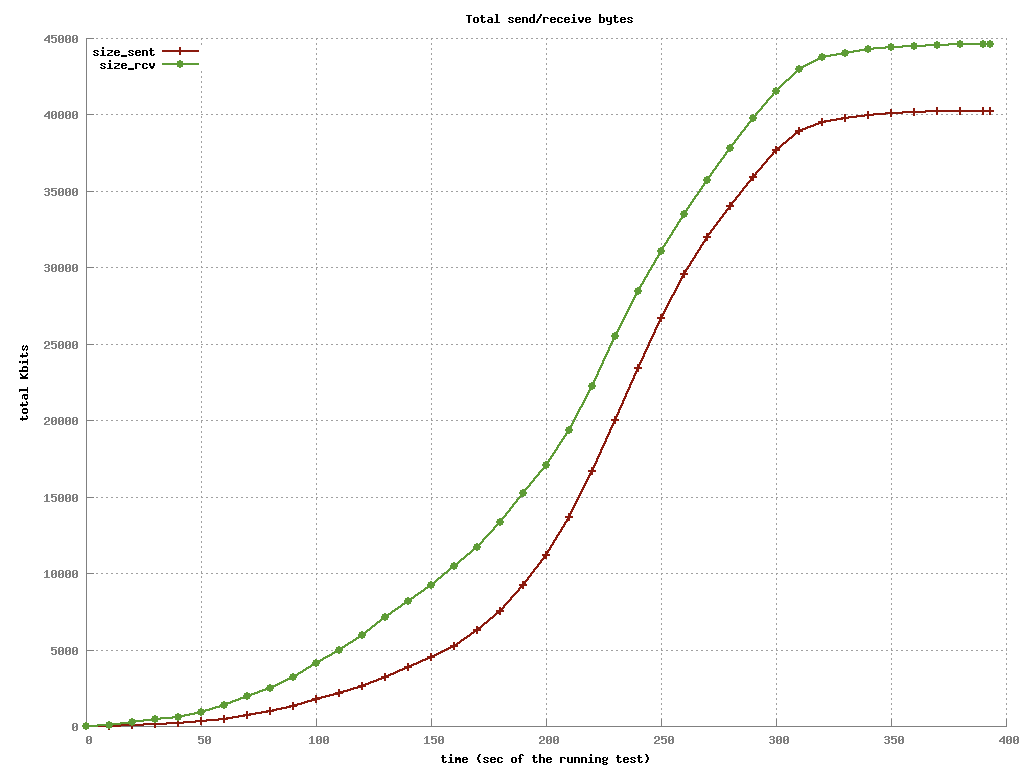 Total send/receive bytes
size_sent
size_rcv
45000
40000
35000
30000
25000
20000
15000
10000
5000
0
total Kbits
0 50 100 150 200 250 300 350 400
time (sec of the running test)